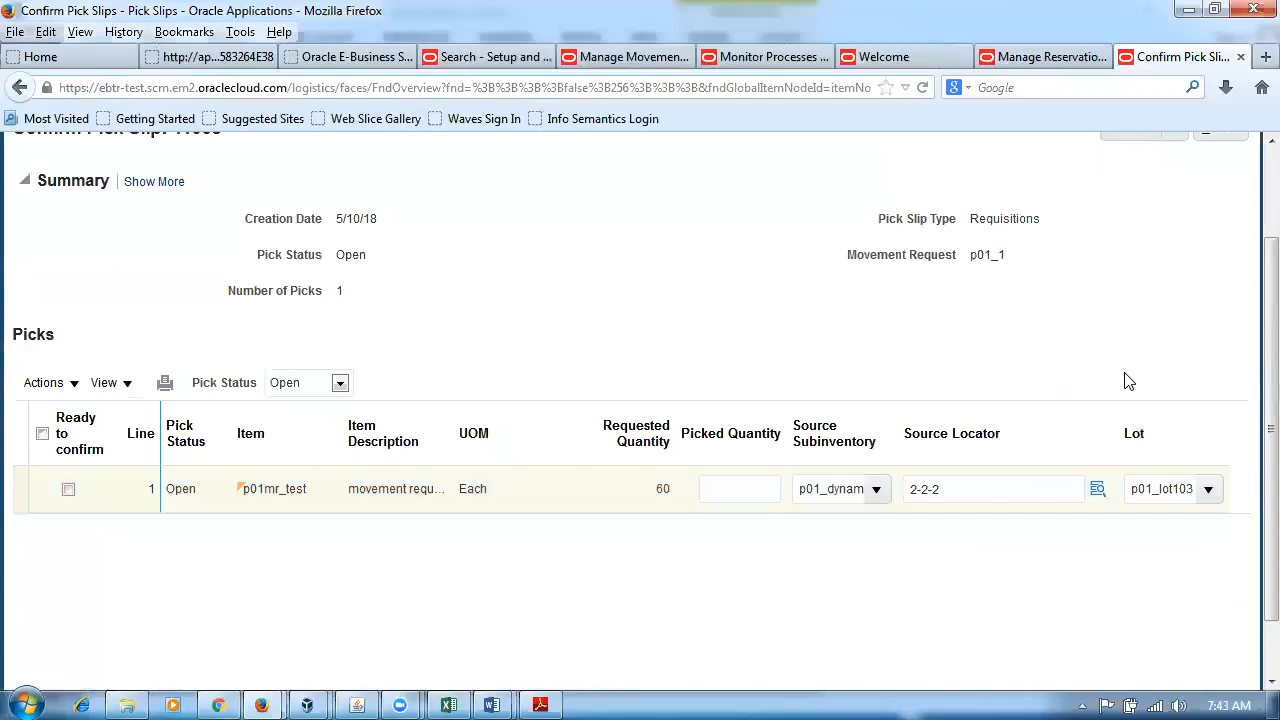 Confirm Pick Slips - Pick Slips - Oracle Applications - Mozilla Firefox
File Edit View History Bookmarks Tools Help
Home
http://ap...583264E38
Oracle E-Business S...
Search - Setup and ...
Manage Movemen...
Monitor Processes ...
Welcome
Manage Reservatio...
Confirm Pick Slip...
https://ebtr-test.scm.em2.oraclecloud.com/logistics/faces/FndOverview?fnd=%3B%3B%3B%3Bfalse%3B256%3B%3B%3B&fndGlobalItemNodeId=itemNo
Google
Most Visited Getting Started Suggested Sites Web Slice Gallery Waves Sign In Info Semantics Login
Confirm Pick Slip:
Summary Show More
Creation Date 5/10/18 Pick Slip Type Requisitions
Pick Status Open Movement Request p01_1
Number of Picks 1
Picks
Actions View Pick Status Open
Ready to confirm Line Pick Status Item Item Description UOM Requested Quantity Picked Quantity Source Subinventory Source Locator Lot
1 Open p01mr_test movement requ... Each 60 p01_dynam 2-2-2 p01_lot103
7:43 AM